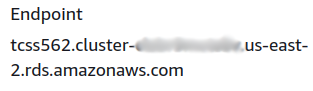 Endpoint
tcss562.cluster- .us-east-
2.rds.amazonaws.com